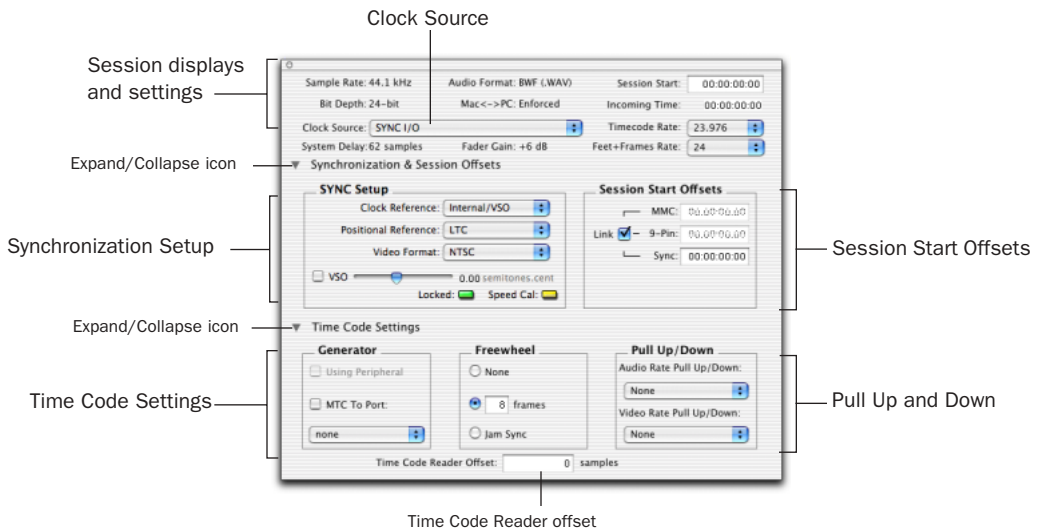 Clock Source
Session displays
and settings
Sample Rate: 44.1 kHz Audio Format: BWF (.WAV) Session Start: 00:00:00:00
Bit Depth: 24-bit Mac<->PC: Enforced Incoming Time: 00:00:00:00
Clock Source: SYNC I/O Timecode Rate: 23.976
System Delay: 62 samples Fader Gain: +6 dB Feet+Frames Rate: 24
Expand/Collapse icon
Synchronization & Session Offsets
SYNC Setup Session Start Offsets
Clock Reference: Internal/VSO MMC: 00:00:00:00
Positional Reference: LTC Link 9-Pin: 00:00:00:00
Video Format: NTSC Sync: 00:00:00:00
VSO 0.00 semitones.cent
Locked: Speed Cal:
Synchronization Setup
Session Start Offsets
Expand/Collapse icon
Time Code Settings
Generator Freewheel Pull Up/Down
Using Peripheral None Audio Rate Pull Up/Down:
None
MTC To Port: 8 frames Video Rate Pull Up/Down:
none Jam Sync None
Time Code Settings
Pull Up and Down
Time Code Reader Offset: 0 samples
Time Code Reader offset